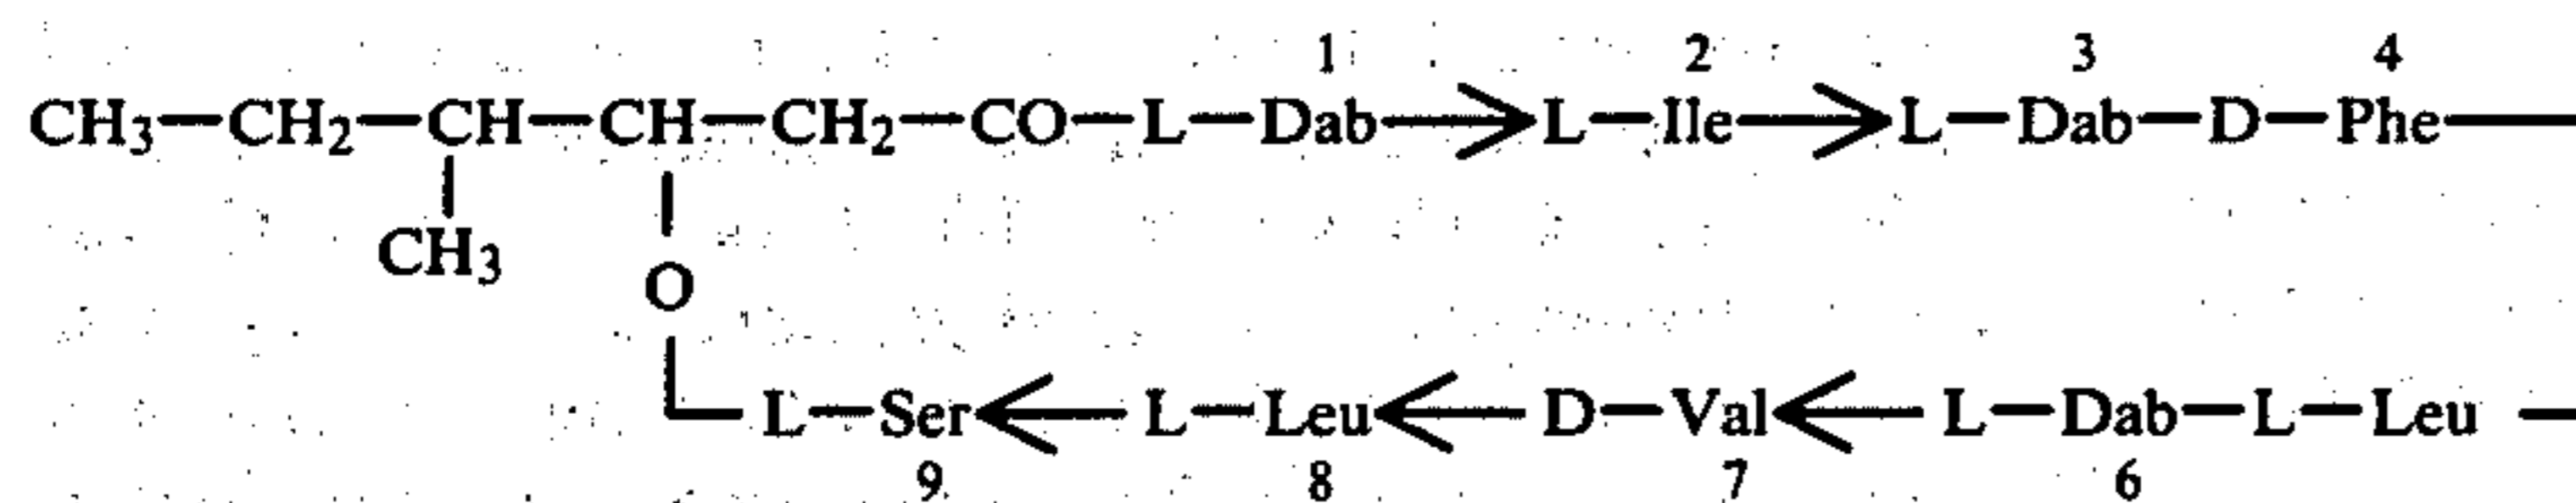 1 2 3 4
CH₃—CH₂—CH—CH—CH₂—CO—L—Dab→L—Ile→L—Dab—D—Phe—
CH₃
O
L—Ser←L—Leu←D—Val←L—Dab—L—Leu —
9 8 7 6